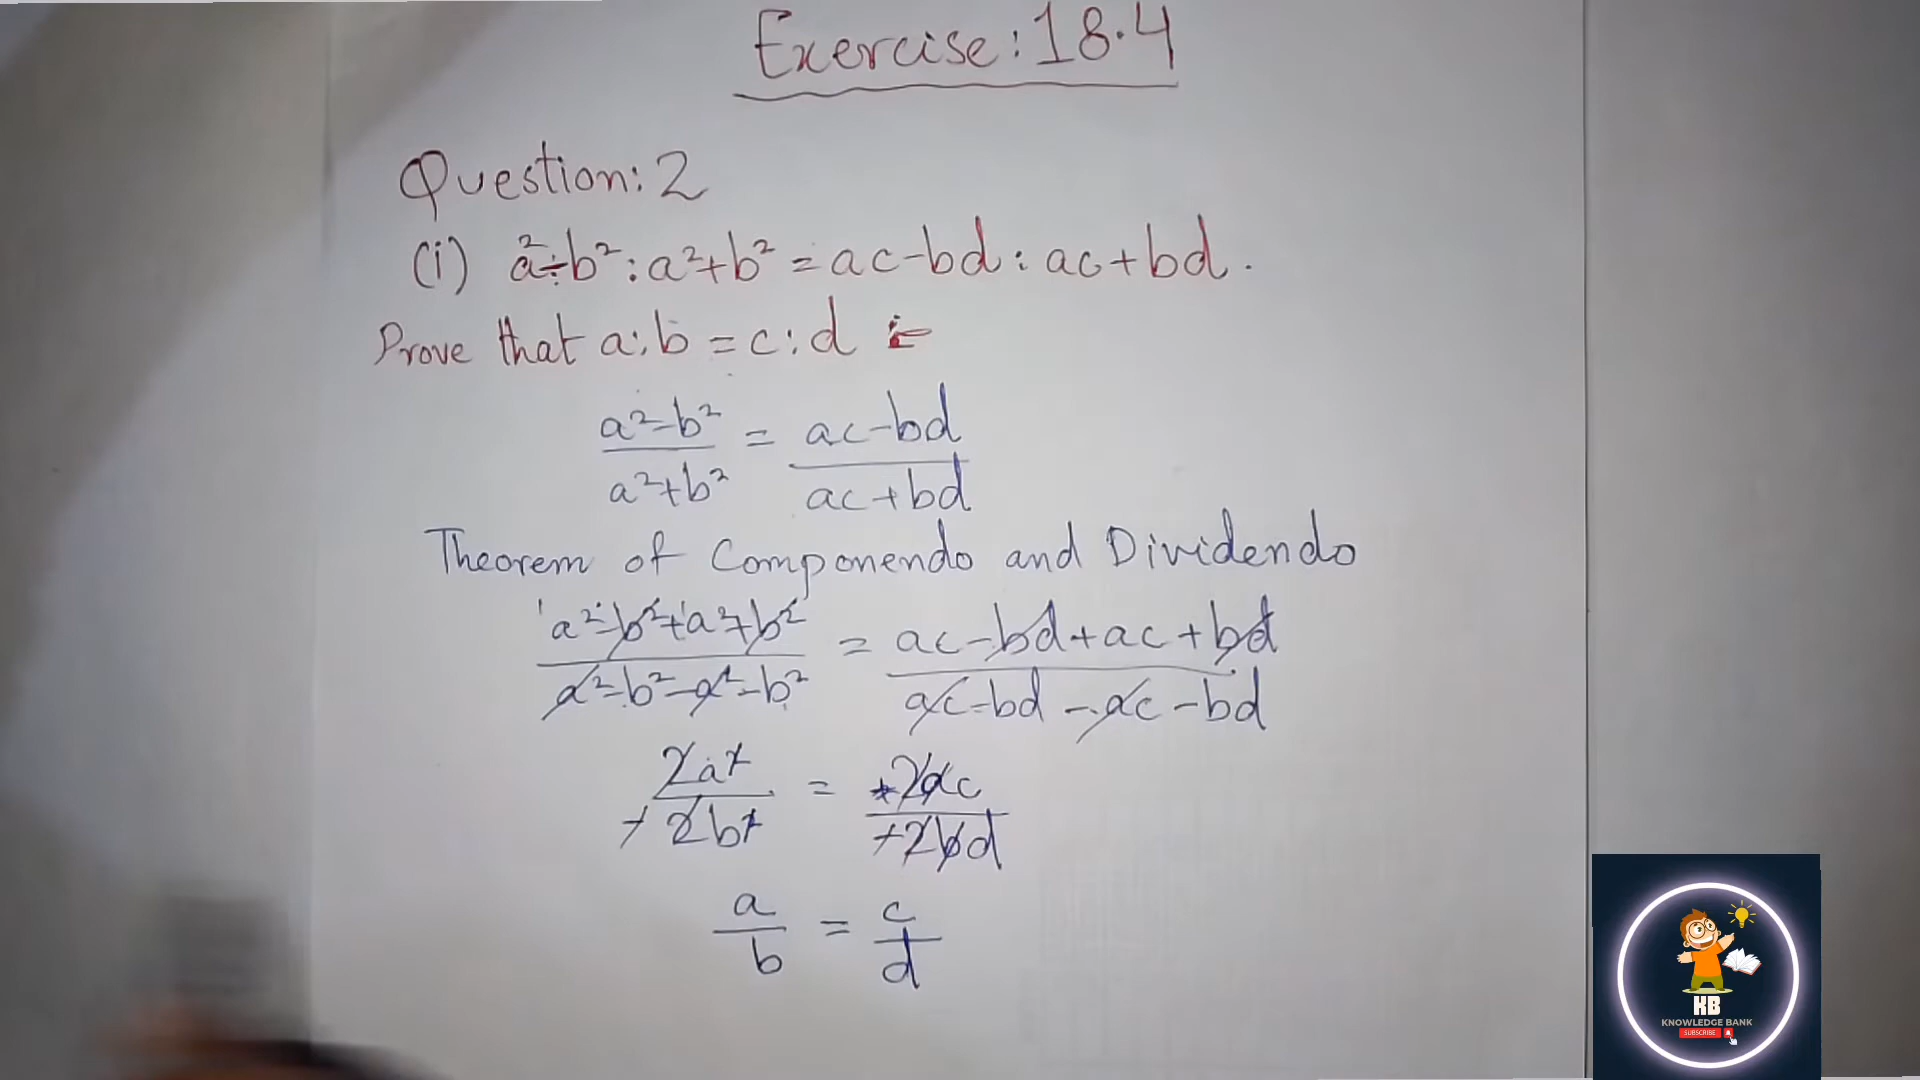 Exercise: 18.4
Question: 2
(i) a²-b² : a²+b² = ac-bd : ac+bd.
Prove that a:b = c:d
a²-b² / a²+b² = ac-bd / ac+bd
Theorem of Componendo and Dividendo
a²-b²+a²+b² / a²-b²-a²-b² = ac-bd+ac+bd / ac-bd-ac-bd
2a² / -2b² = 2ac / -2bd
a / b = c / d
KB
KNOWLEDGE BANK
SUBSCRIBE